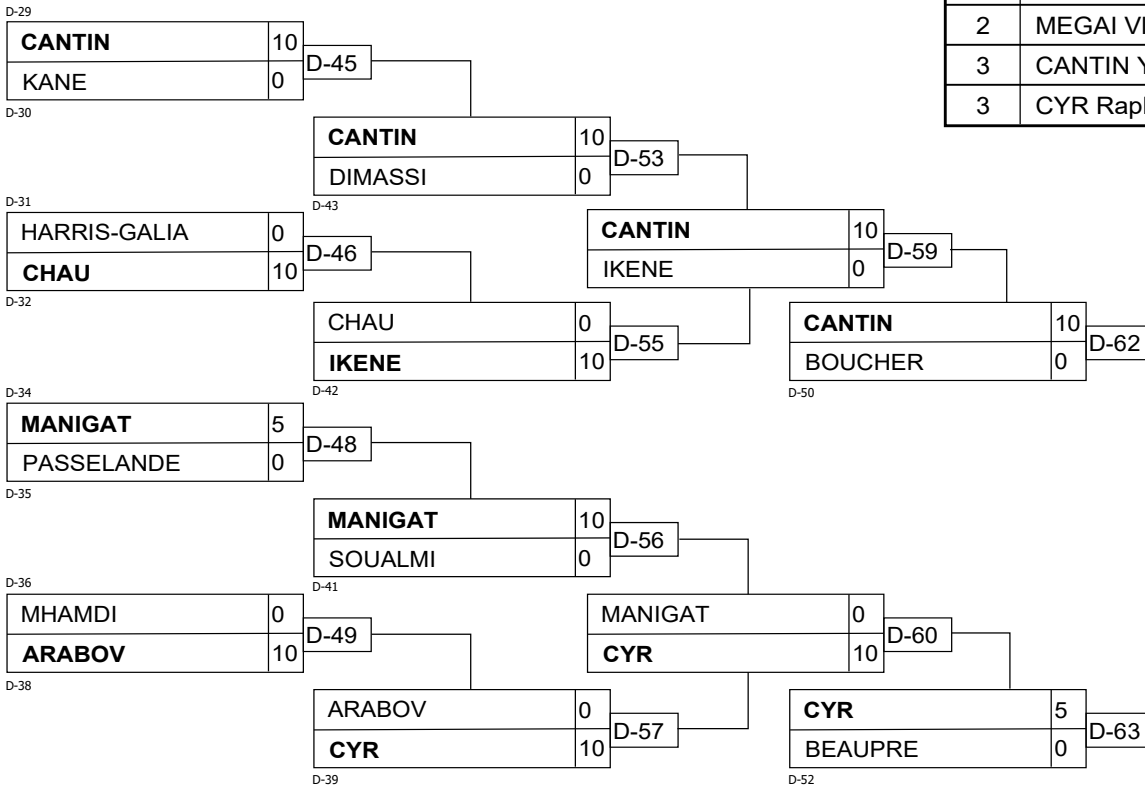 D-29
CANTIN 10
KANE 0
D-45
D-30
CANTIN 10
DIMASSI 0
D-53
D-43
D-31
HARRIS-GALIA 0
CHAU 10
D-46
D-32
CANTIN 10
IKENE 0
D-59
CHAU 0
IKENE 10
D-55
D-42
CANTIN 10
BOUCHER 0
D-62
D-50
D-34
MANIGAT 5
PASSELANDE 0
D-48
D-35
MANIGAT 10
SOUALMI 0
D-56
D-41
D-36
MHAMDI 0
ARABOV 10
D-49
D-38
MANIGAT 0
CYR 10
D-60
ARABOV 0
CYR 10
D-57
D-39
CYR 5
BEAUPRE 0
D-63
D-52
2 MEGAI
3 CANTIN
3 CYR